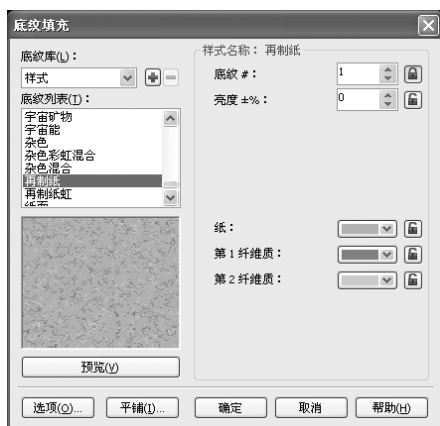 底纹填充
底纹库(L)：
样式
底纹列表(T)：
宇宙矿物
宇宙能
杂色
杂色彩虹混合
杂色混合
再制纸
再制纸虹
纸面
预览(V)
样式名称： 再制纸
底纹 #： 1
亮度 ±%： 0
纸：
第 1 纤维质：
第 2 纤维质：
选项(O)... 平铺(I)... 确定 取消 帮助(H)